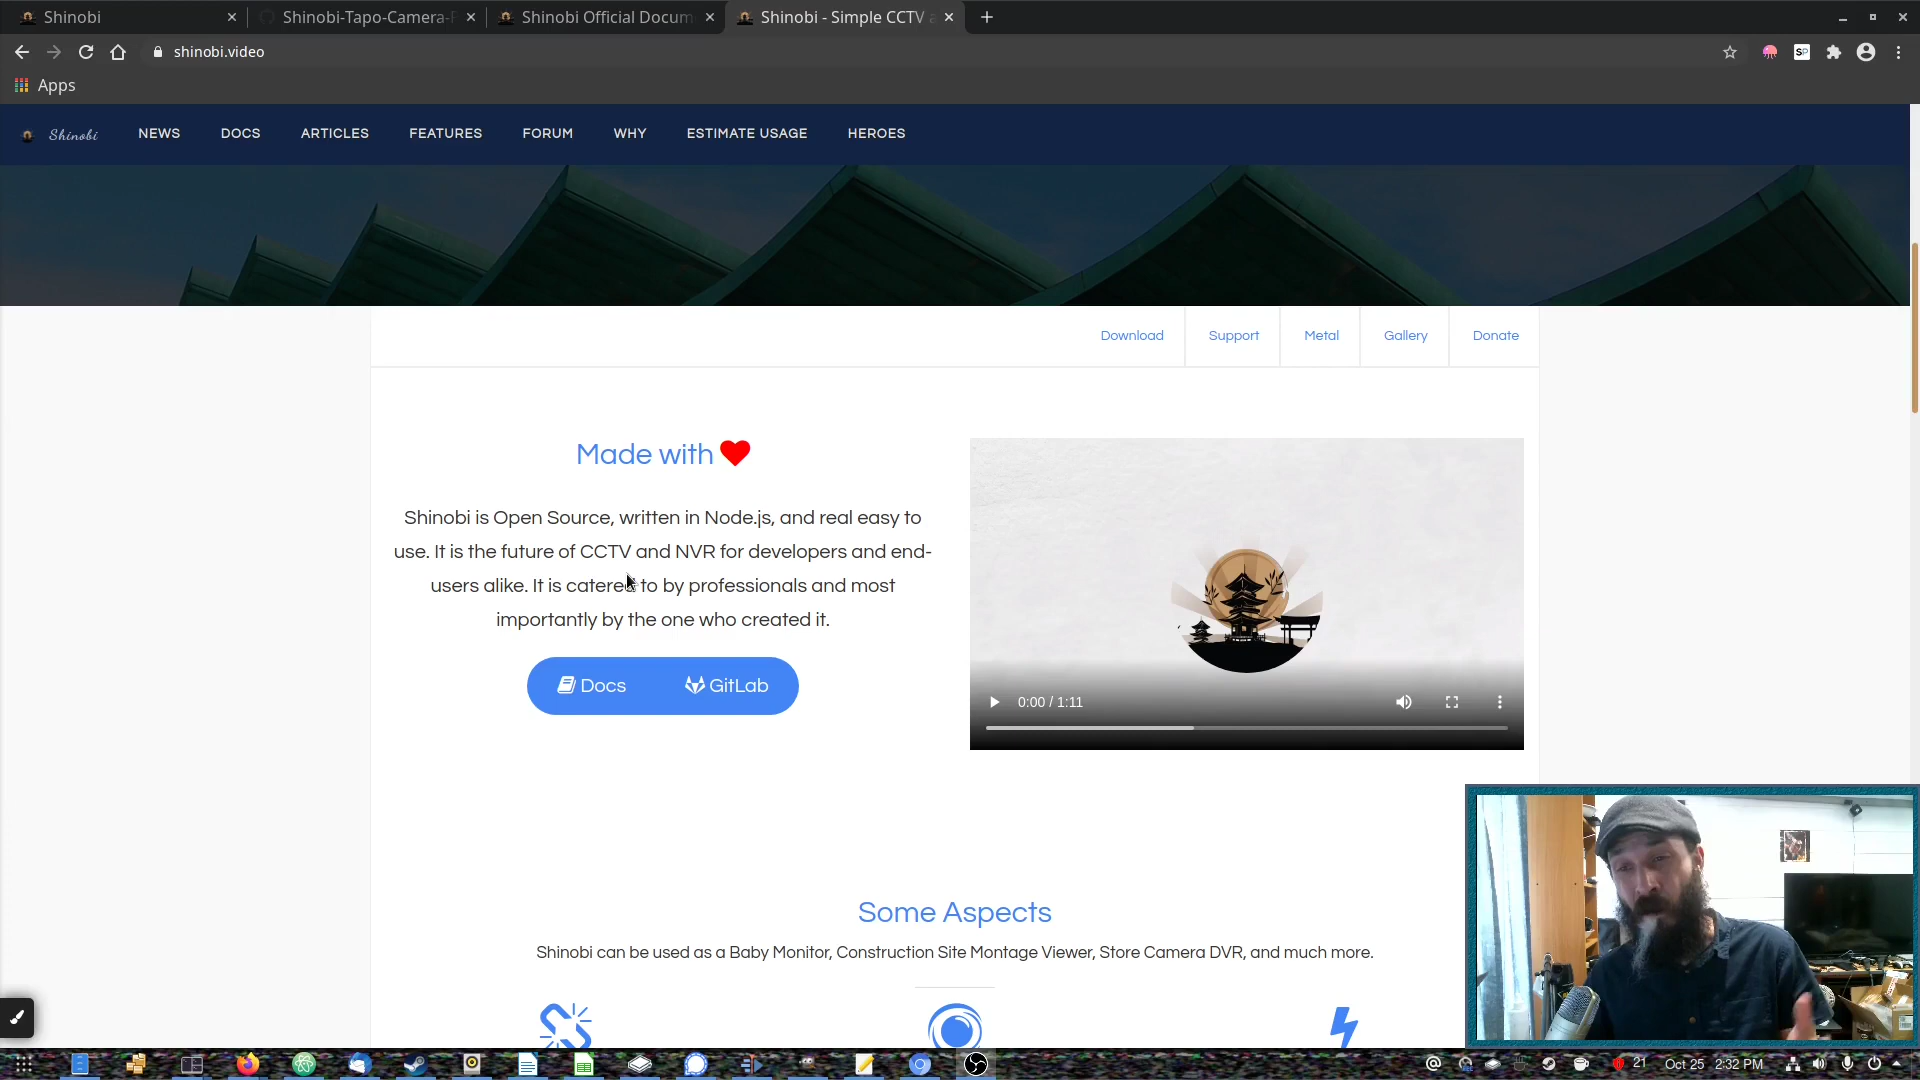 Shinobi
Shinobi-Tapo-Camera-
Shinobi Official Docum
Shinobi - Simple CCTV
shinobi.video
SP
Apps
Shinobi
NEWS
DOCS
ARTICLES
FEATURES
FORUM
WHY
ESTIMATE USAGE
HEROES
Download
Support
Metal
Gallery
Donate
Made with
Shinobi is Open Source, written in Node.js, and real easy to
use. It is the future of CCTV and NVR for developers and end-
users alike. It is catered to by professionals and most
importantly by the one who created it.
Docs
GitLab
0:00 / 1:11
Some Aspects
Shinobi can be used as a Baby Monitor, Construction Site Montage Viewer, Store Camera DVR, and much more.
21
Oct 25 2:32 PM